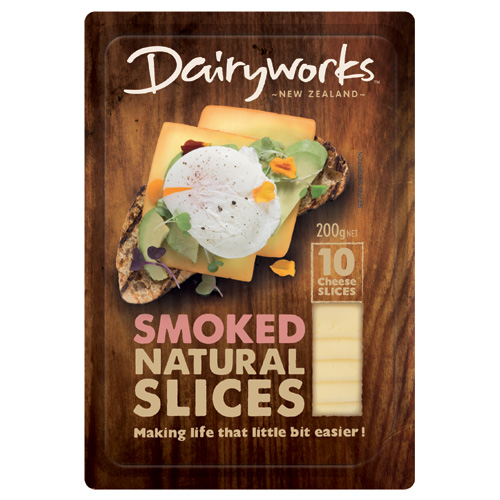 Dairyworks
~NEW ZEALAND~
200g NET
10
Cheese
SLICES
SMOKED
NATURAL
SLICES
Making life that little bit easier!